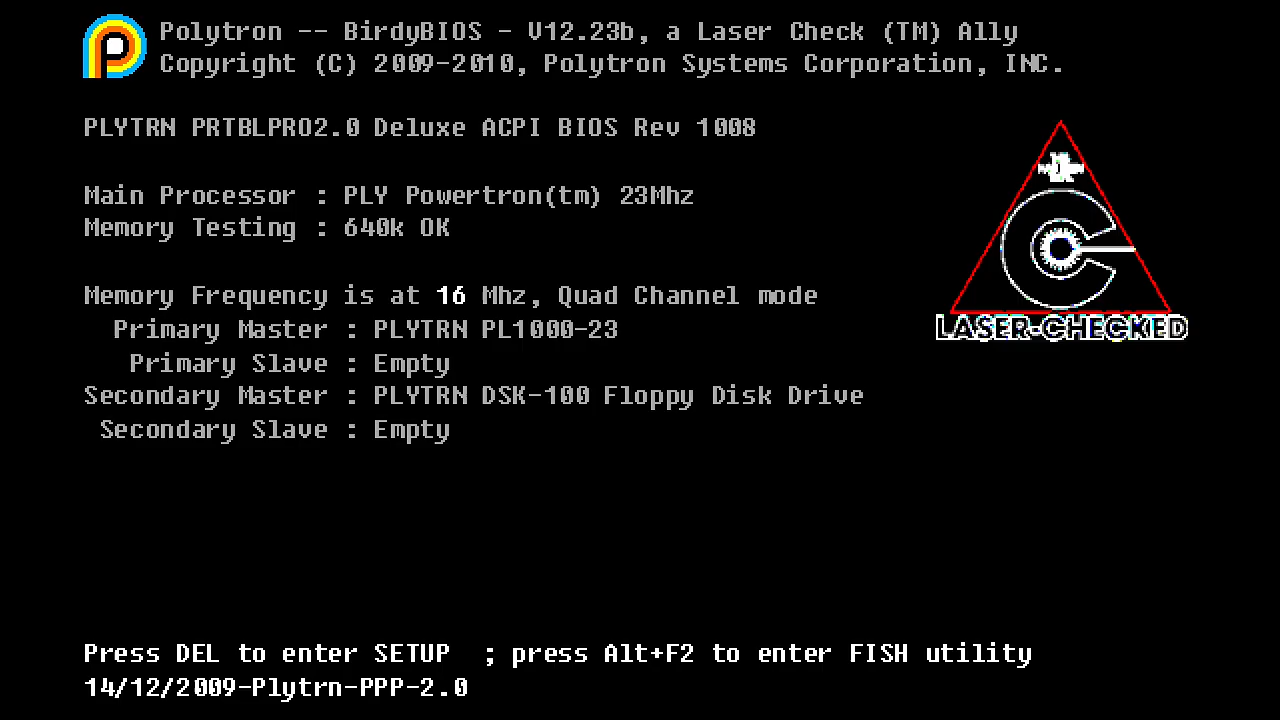 Polytron -- BirdyBIOS - V12.23b, a Laser Check (TM) Ally
Copyright (C) 2009-2010, Polytron Systems Corporation, INC.
PLYTRN PRTBLPRO2.0 Deluxe ACPI BIOS Rev 1008
Main Processor : PLY Powertron(tm) 23Mhz
Memory Testing : 640k OK
Memory Frequency is at 16 Mhz, Quad Channel mode
Primary Master : PLYTRN PL1000-23
Primary Slave : Empty
Secondary Master : PLYTRN DSK-100 Floppy Disk Drive
Secondary Slave : Empty
LASER-CHECKED
Press DEL to enter SETUP  ; press Alt+F2 to enter FISH utility
14/12/2009-Plytrn-PPP-2.0